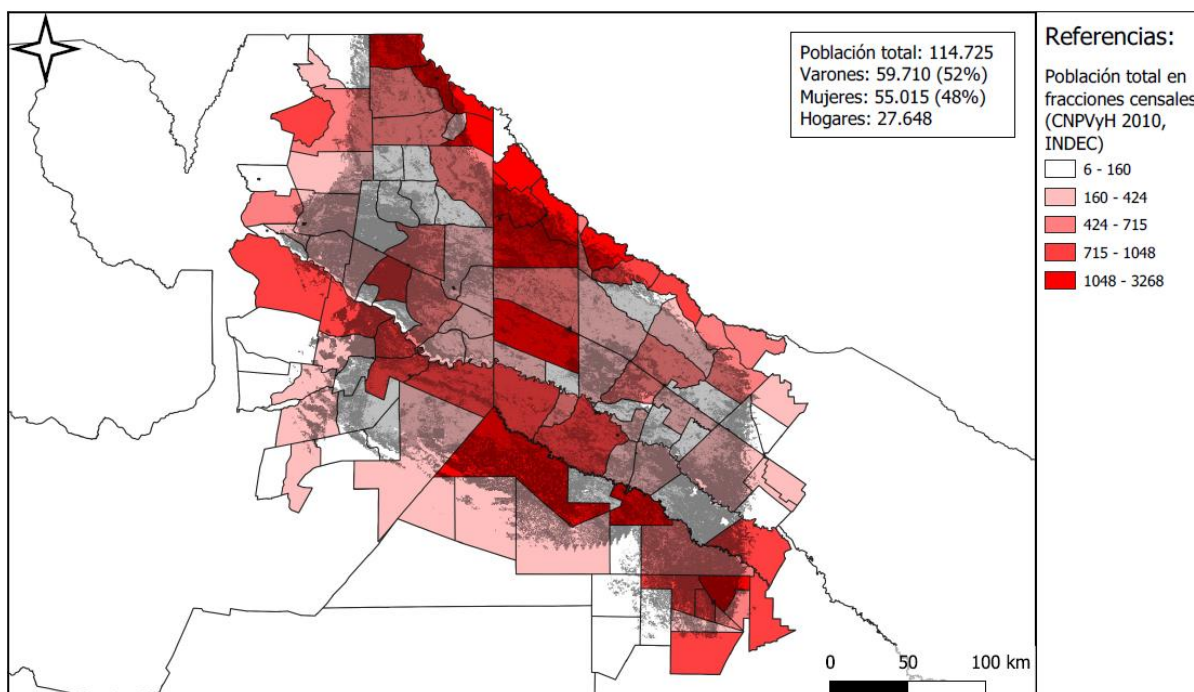 Población total: 114.725
Varones: 59.710 (52%)
Mujeres: 55.015 (48%)
Hogares: 27.648
Referencias:
Población total en
fracciones censales
(CNPVyH 2010,
INDEC)
6 - 160
160 - 424
424 - 715
715 - 1048
1048 - 3268
0 50 100 km